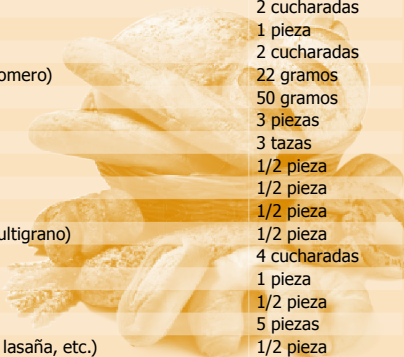 2 cucharadas
1 pieza
2 cucharadas
omero) 22 gramos
50 gramos
3 piezas
3 tazas
1/2 pieza
1/2 pieza
1/2 pieza
ultigrano) 1/2 pieza
4 cucharadas
1 pieza
1/2 pieza
5 piezas
lasaña, etc.) 1/2 pieza